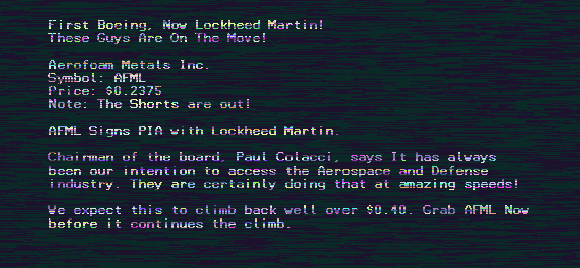 First Boeing, Now Lockheed Martin!
These Guys Are On The Move!
Aerofoam Metals Inc.
Symbol: AFML
Price: $0.2375
Note: The Shorts are out!
AFML Signs PIA with Lockheed Martin.
Chairman of the board, Paul Colacci, says It has always
been our intention to access the Aerospace and Defense
industry. They are certainly doing that at amazing speeds!
We expect this to climb back well over $0.40. Grab AFML Now
before it continues the climb.